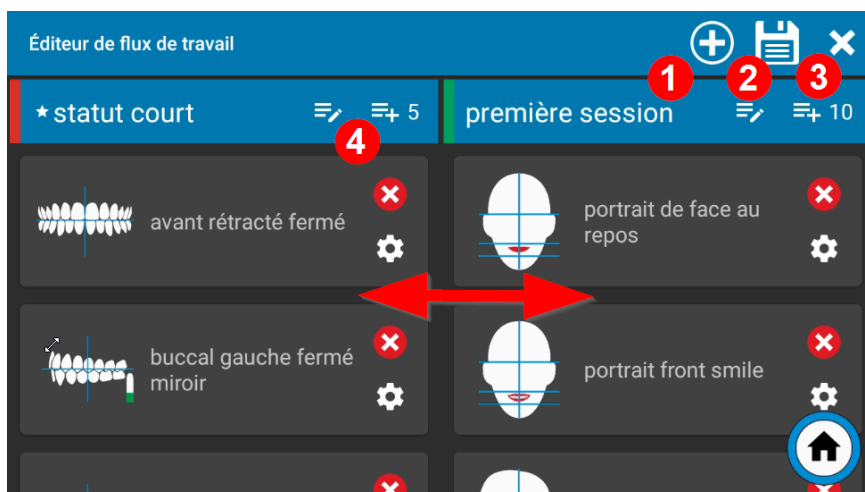 Éditeur de flux de travail
1
2
3
statut court
5
première session
10
4
avant rétracté fermé
portrait de face au
repos
buccal gauche fermé
miroir
portrait front smile